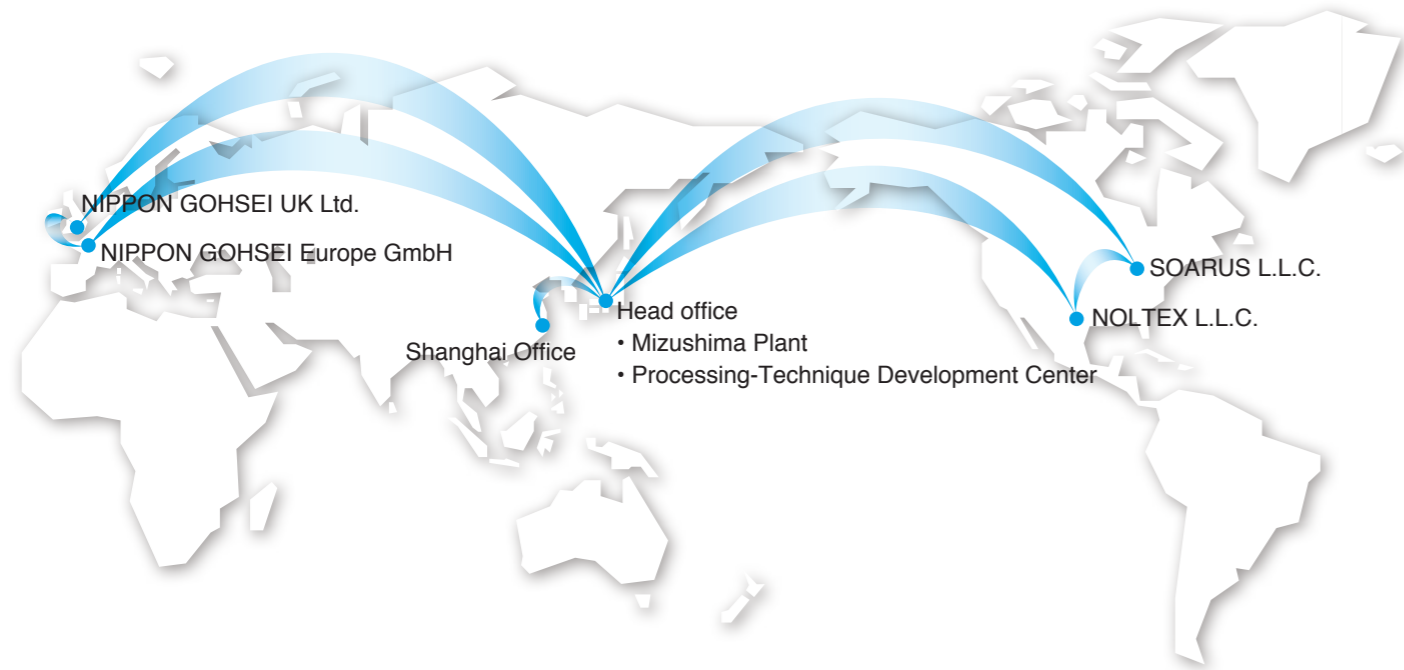 NIPPON GOHSEI UK Ltd.
NIPPON GOHSEI Europe GmbH
SOARUS L.L.C.
NOLTEX L.L.C.
Head office
Shanghai Office
• Mizushima Plant
• Processing-Technique Development Center